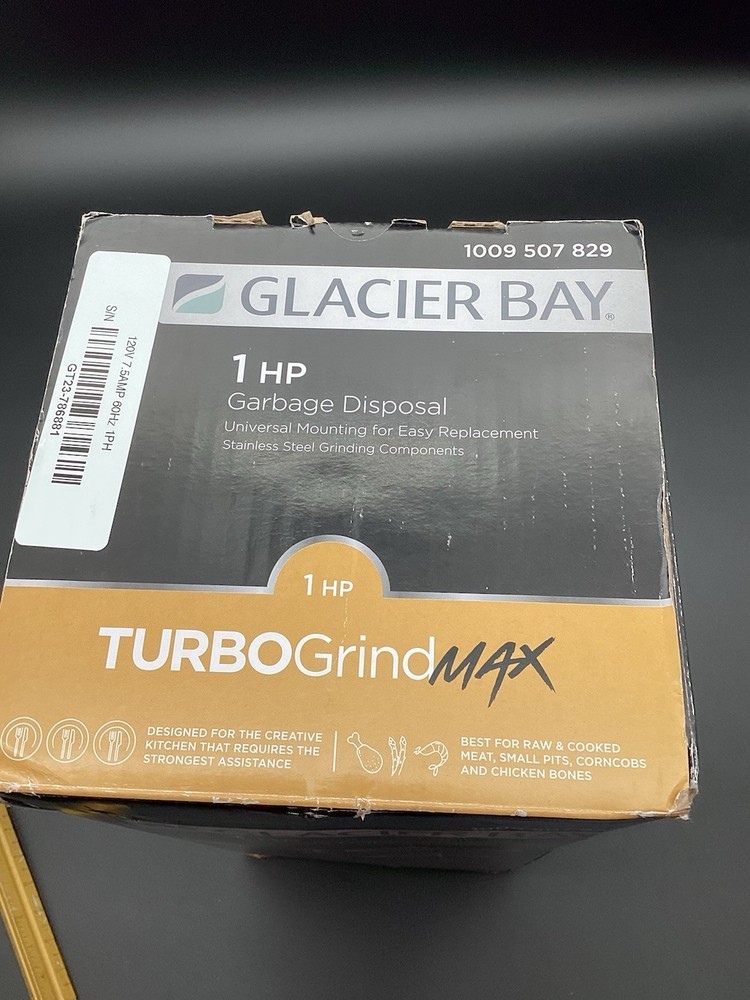 1009 507 829
GLACIER BAY®
1 HP
Garbage Disposal
Universal Mounting for Easy Replacement
Stainless Steel Grinding Components
120V 7.5AMP 60Hz 1PH
S/N
GT23-786881
1 HP
TURBOGrindMAX
DESIGNED FOR THE CREATIVE
KITCHEN THAT REQUIRES THE
STRONGEST ASSISTANCE
BEST FOR RAW & COOKED
MEAT, SMALL PITS, CORNCOBS
AND CHICKEN BONES